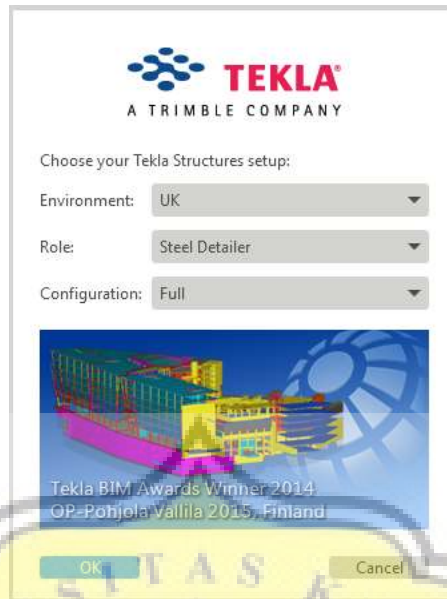 TEKLA®
A TRIMBLE COMPANY
Choose your Tekla Structures setup:
Environment: UK
Role: Steel Detailer
Configuration: Full
Tekla BIM Awards Winner 2014
OP-Pohjola Vallila 2015, Finland
OK Cancel
S I T A S